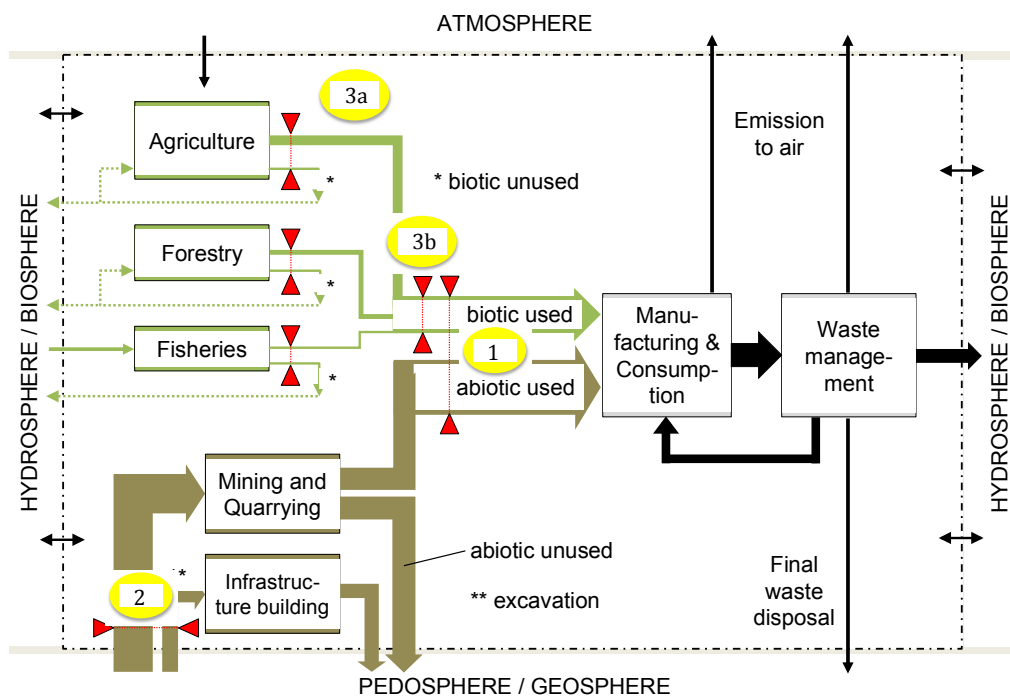 ATMOSPHERE
3a
Agriculture
Emission
to air
*
* biotic unused
HYDROSPHERE / BIOSPHERE
3b
Forestry
*
biotic used
Manu-
facturing &
Consump-
tion
Waste
manage-
ment
HYDROSPHERE / BIOSPHERE
Fisheries
1
*
abiotic used
Mining and
Quarrying
abiotic unused
*
2
Infrastruc-
ture building
** excavation
Final
waste
disposal
PEDOSPHERE / GEOSPHERE